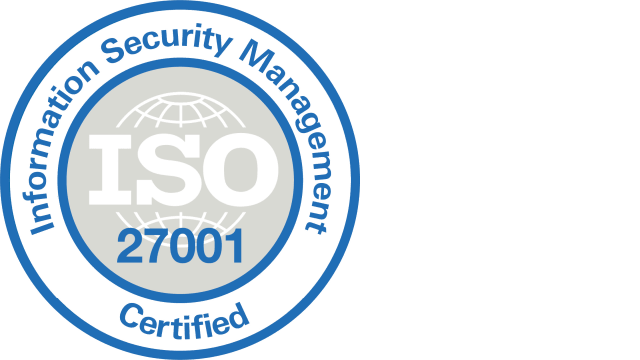 Information Security Management
ISO
27001
Certified